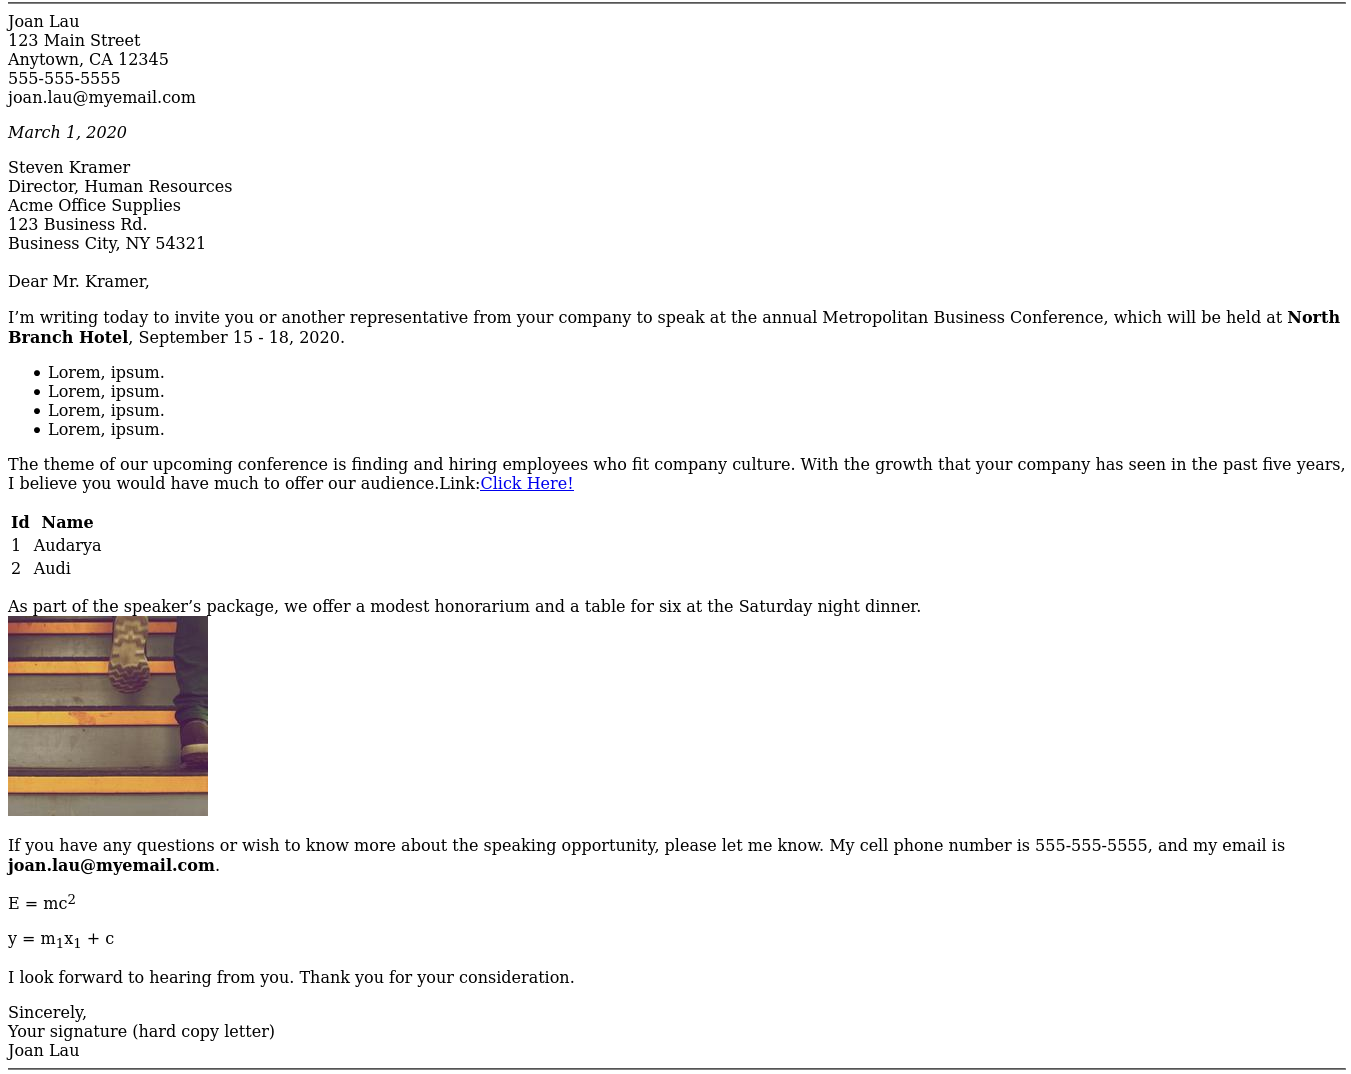 Joan Lau
123 Main Street
Anytown, CA 12345
555-555-5555
joan.lau@myemail.com
March 1, 2020
Steven Kramer
Director, Human Resources
Acme Office Supplies
123 Business Rd.
Business City, NY 54321
Dear Mr. Kramer,
I’m writing today to invite you or another representative from your company to speak at the annual Metropolitan Business Conference, which will be held at North
Branch Hotel, September 15 - 18, 2020.
• Lorem, ipsum.
• Lorem, ipsum.
• Lorem, ipsum.
• Lorem, ipsum.
The theme of our upcoming conference is finding and hiring employees who fit company culture. With the growth that your company has seen in the past five years,
I believe you would have much to offer our audience.Link:Click Here!
Id Name
1 Audarya
2 Audi
As part of the speaker’s package, we offer a modest honorarium and a table for six at the Saturday night dinner.
If you have any questions or wish to know more about the speaking opportunity, please let me know. My cell phone number is 555-555-5555, and my email is
joan.lau@myemail.com.
E = mc²
y = m₁x₁ + c
I look forward to hearing from you. Thank you for your consideration.
Sincerely,
Your signature (hard copy letter)
Joan Lau